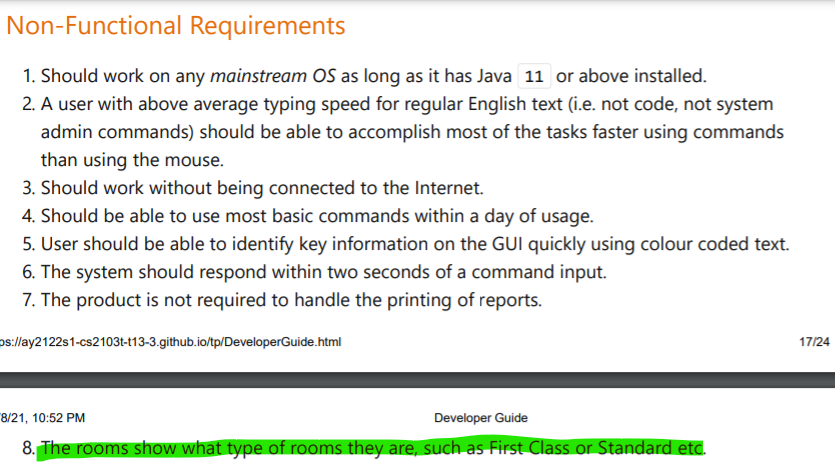 Non-Functional Requirements
1. Should work on any mainstream OS as long as it has Java 11 or above installed.
2. A user with above average typing speed for regular English text (i.e. not code, not system
admin commands) should be able to accomplish most of the tasks faster using commands
than using the mouse.
3. Should work without being connected to the Internet.
4. Should be able to use most basic commands within a day of usage.
5. User should be able to identify key information on the GUI quickly using colour coded text.
6. The system should respond within two seconds of a command input.
7. The product is not required to handle the printing of reports.
ps://ay2122s1-cs2103t-t13-3.github.io/tp/DeveloperGuide.html 17/24
/8/21, 10:52 PM Developer Guide
8. The rooms show what type of rooms they are, such as First Class or Standard etc.